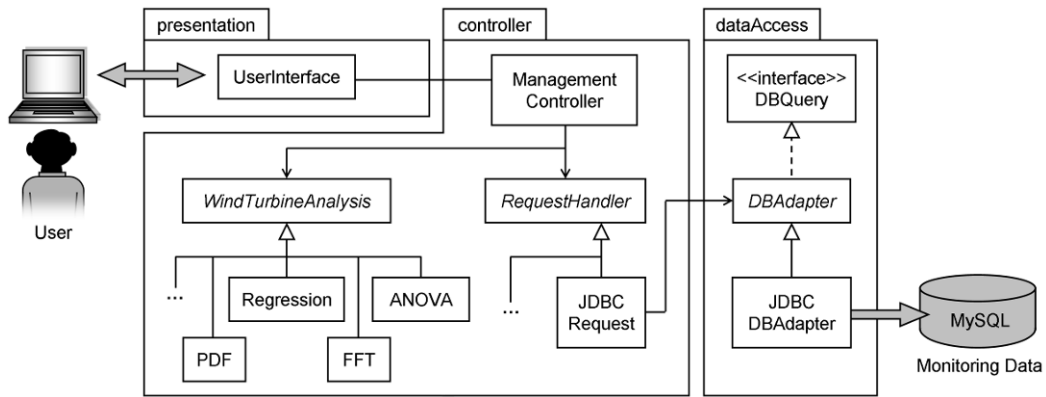 presentation
controller
dataAccess
UserInterface
Management
Controller
<<interface>>
DBQuery
WindTurbineAnalysis
RequestHandler
DBAdapter
User
...
Regression
ANOVA
...
JDBC
Request
JDBC
DBAdapter
MySQL
PDF
FFT
Monitoring Data